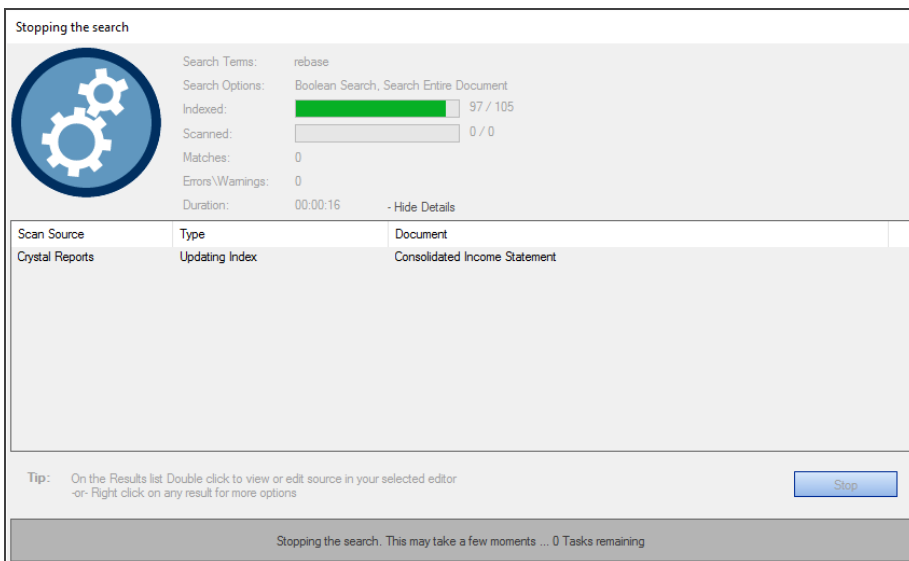 Stopping the search
Search Terms: rebase
Search Options: Boolean Search, Search Entire Document
Indexed: 97 / 105
Scanned: 0 / 0
Matches: 0
Errors\Warnings: 0
Duration: 00:00:16 - Hide Details
Scan Source Type Document
Crystal Reports Updating Index Consolidated Income Statement
Tip: On the Results list Double click to view or edit source in your selected editor
-or- Right click on any result for more options
Stop
Stopping the search. This may take a few moments ... 0 Tasks remaining